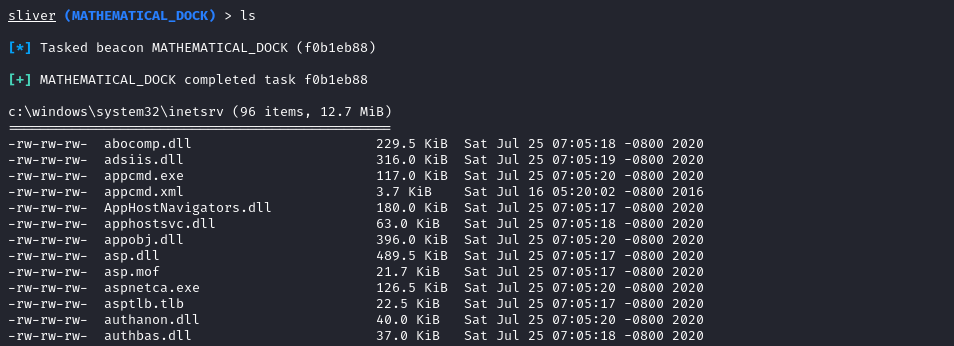 sliver (MATHEMATICAL_DOCK) > ls
[*] Tasked beacon MATHEMATICAL_DOCK (f0b1eb88)
[+] MATHEMATICAL_DOCK completed task f0b1eb88
c:\windows\system32\inetsrv (96 items, 12.7 MiB)
================================================
-rw-rw-rw-  abocomp.dll  229.5 KiB  Sat Jul 25 07:05:18 -0800 2020
-rw-rw-rw-  adsiis.dll  316.0 KiB  Sat Jul 25 07:05:19 -0800 2020
-rw-rw-rw-  appcmd.exe  117.0 KiB  Sat Jul 25 07:05:20 -0800 2020
-rw-rw-rw-  appcmd.xml  3.7 KiB  Sat Jul 16 05:20:02 -0800 2016
-rw-rw-rw-  AppHostNavigators.dll  180.0 KiB  Sat Jul 25 07:05:17 -0800 2020
-rw-rw-rw-  apphostsvc.dll  63.0 KiB  Sat Jul 25 07:05:18 -0800 2020
-rw-rw-rw-  appobj.dll  396.0 KiB  Sat Jul 25 07:05:20 -0800 2020
-rw-rw-rw-  asp.dll  489.5 KiB  Sat Jul 25 07:05:17 -0800 2020
-rw-rw-rw-  asp.mof  21.7 KiB  Sat Jul 25 07:05:17 -0800 2020
-rw-rw-rw-  aspnetca.exe  126.5 KiB  Sat Jul 25 07:05:20 -0800 2020
-rw-rw-rw-  asptlb.tlb  22.5 KiB  Sat Jul 25 07:05:17 -0800 2020
-rw-rw-rw-  authanon.dll  40.0 KiB  Sat Jul 25 07:05:20 -0800 2020
-rw-rw-rw-  authbas.dll  37.0 KiB  Sat Jul 25 07:05:18 -0800 2020